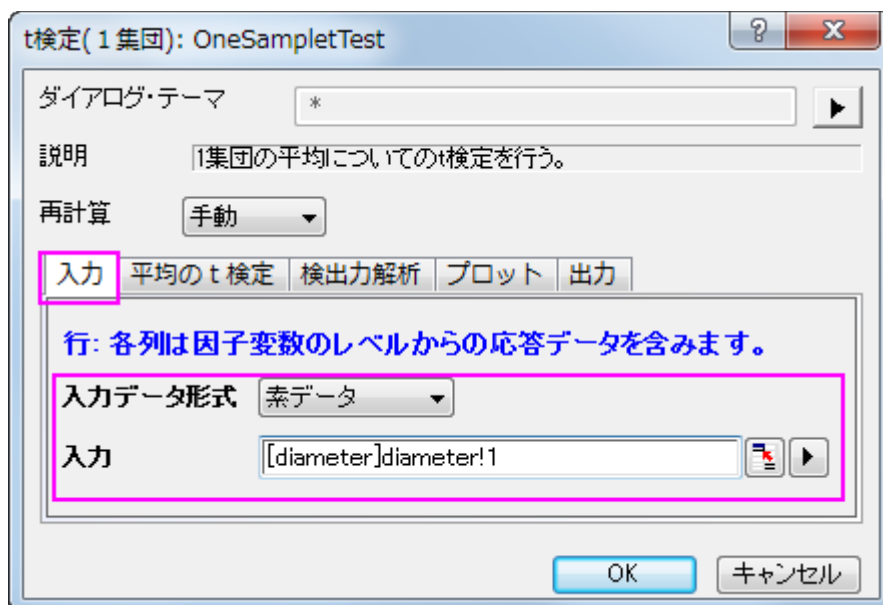 t検定(1集団): OneSampletTest
ダイアログ・テーマ *
説明 1集団の平均についてのt検定を行う。
再計算 手動
入力 平均のt検定 検出力解析 プロット 出力
行: 各列は因子変数のレベルからの応答データを含みます。
入力データ形式 素データ
入力 [diameter]diameter!1
OK キャンセル